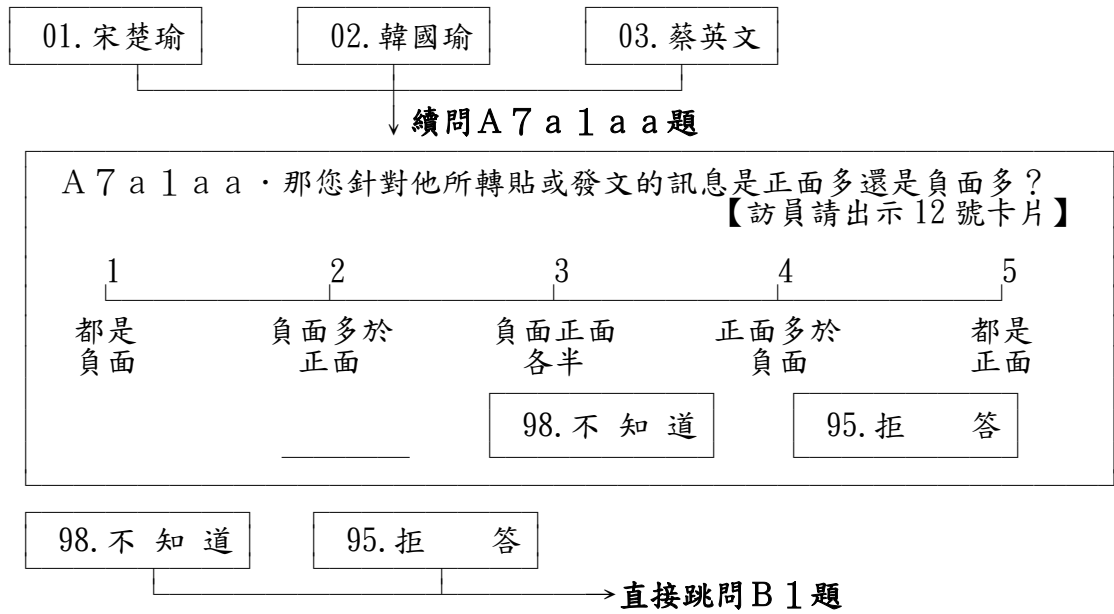 01.宋楚瑜 02.韓國瑜 03.蔡英文
續問Ａ７ａ１ａａ題
Ａ７ａ１ａａ．那您針對他所轉貼或發文的訊息是正面多還是負面多？
【訪員請出示12號卡片】
1 2 3 4 5
都是 負面多於 負面正面 正面多於 都是
負面 正面 各半 負面 正面
98.不 知 道 95.拒 答
98.不 知 道 95.拒 答
直接跳問Ｂ１題